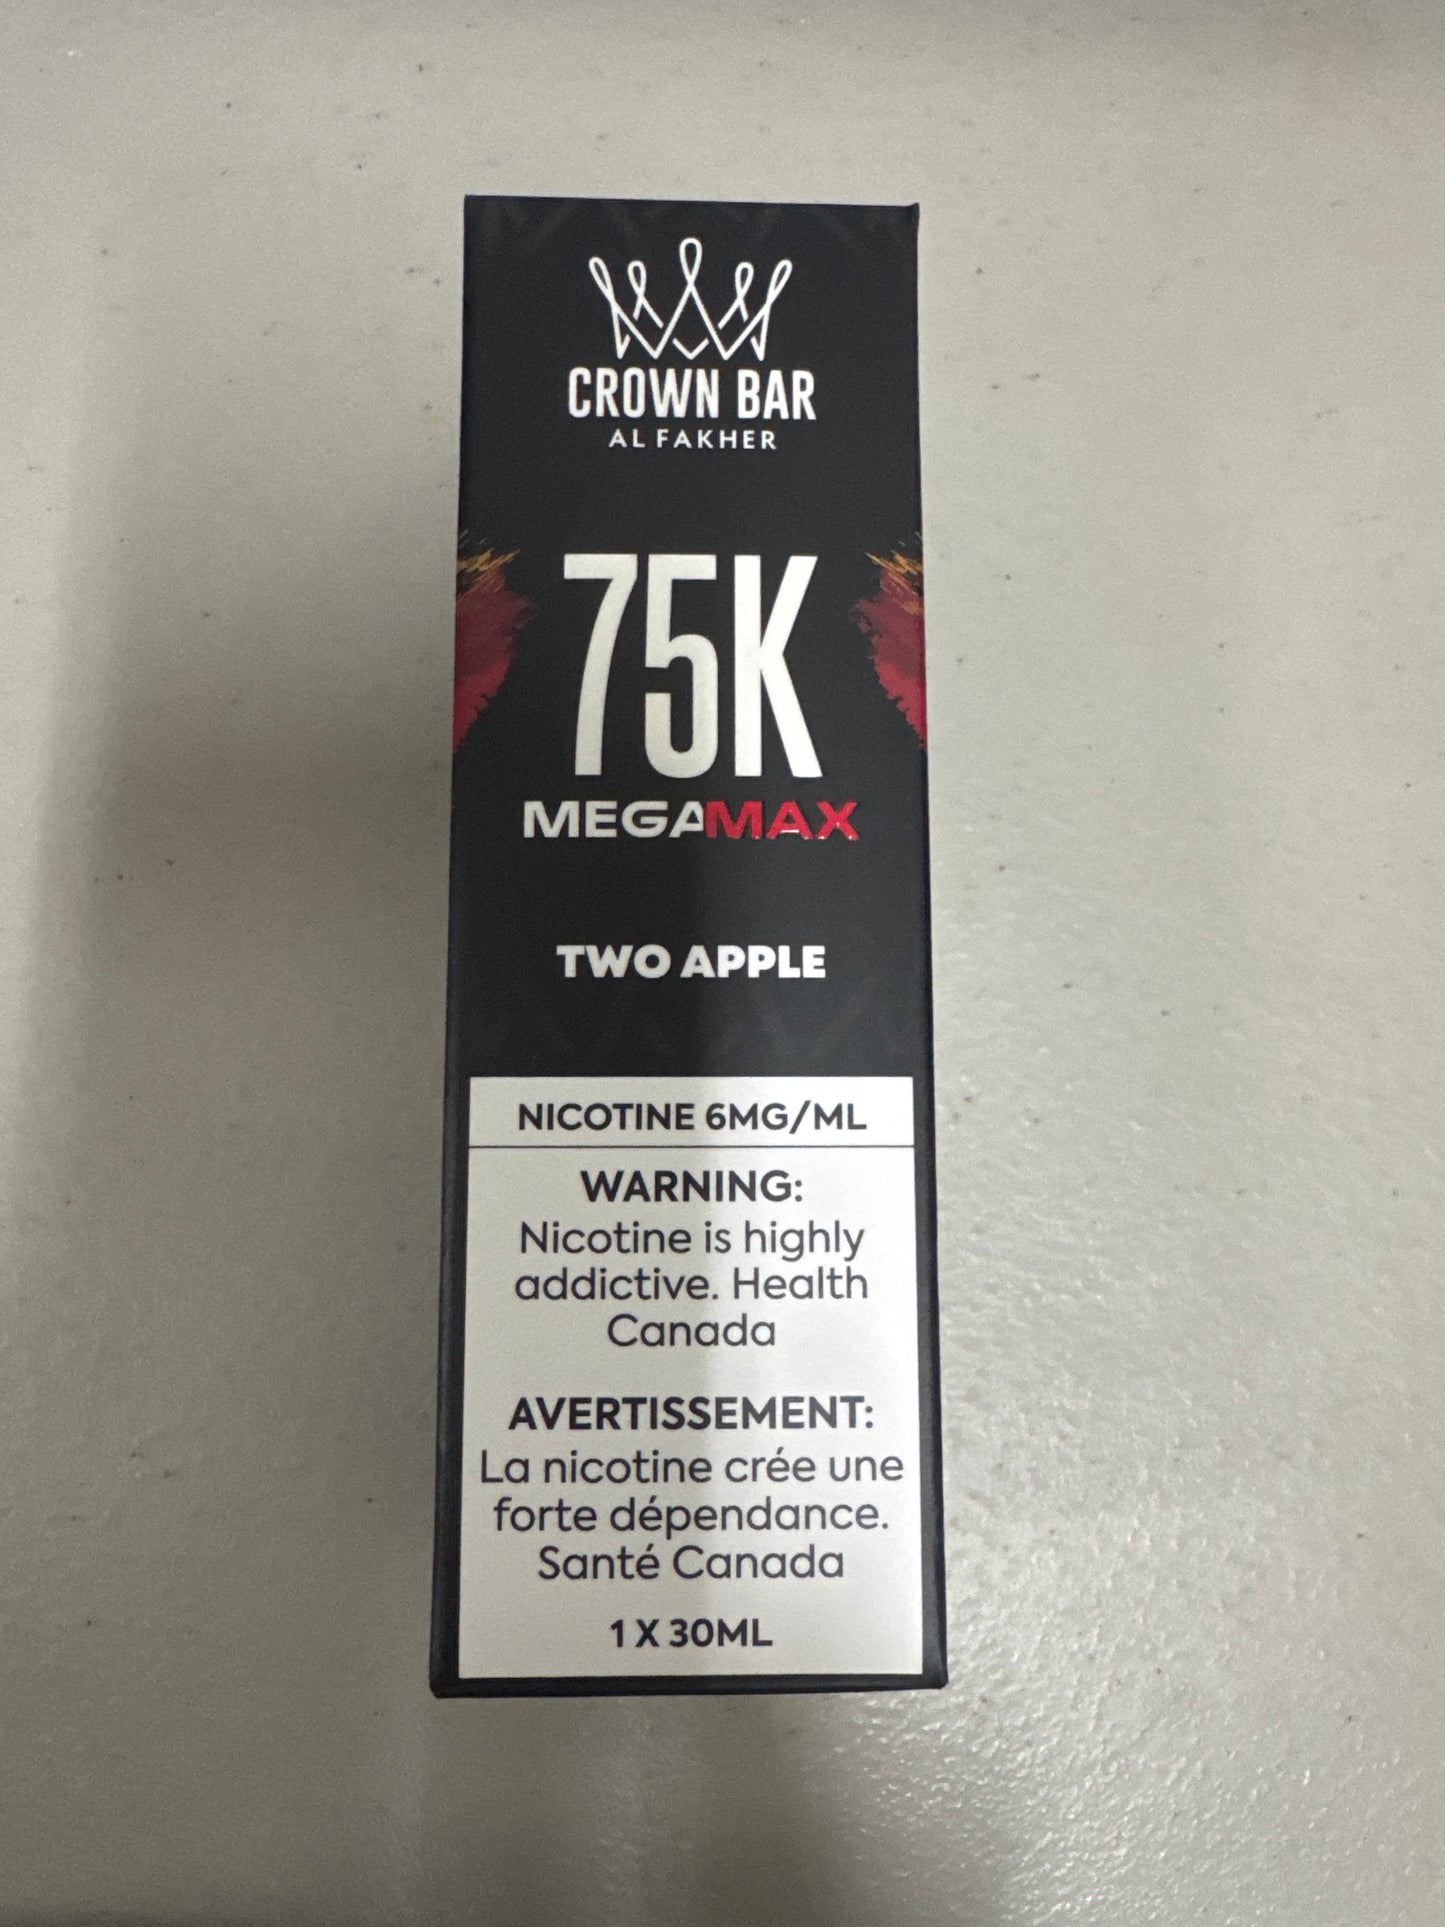 CROWN BAR
AL FAKHER
75K
MEGAMAX
TWO APPLE
NICOTINE 6MG/ML
WARNING:
Nicotine is highly
addictive. Health
Canada
AVERTISSEMENT:
La nicotine crée une
forte dépendance.
Santé Canada
1 X 30ML